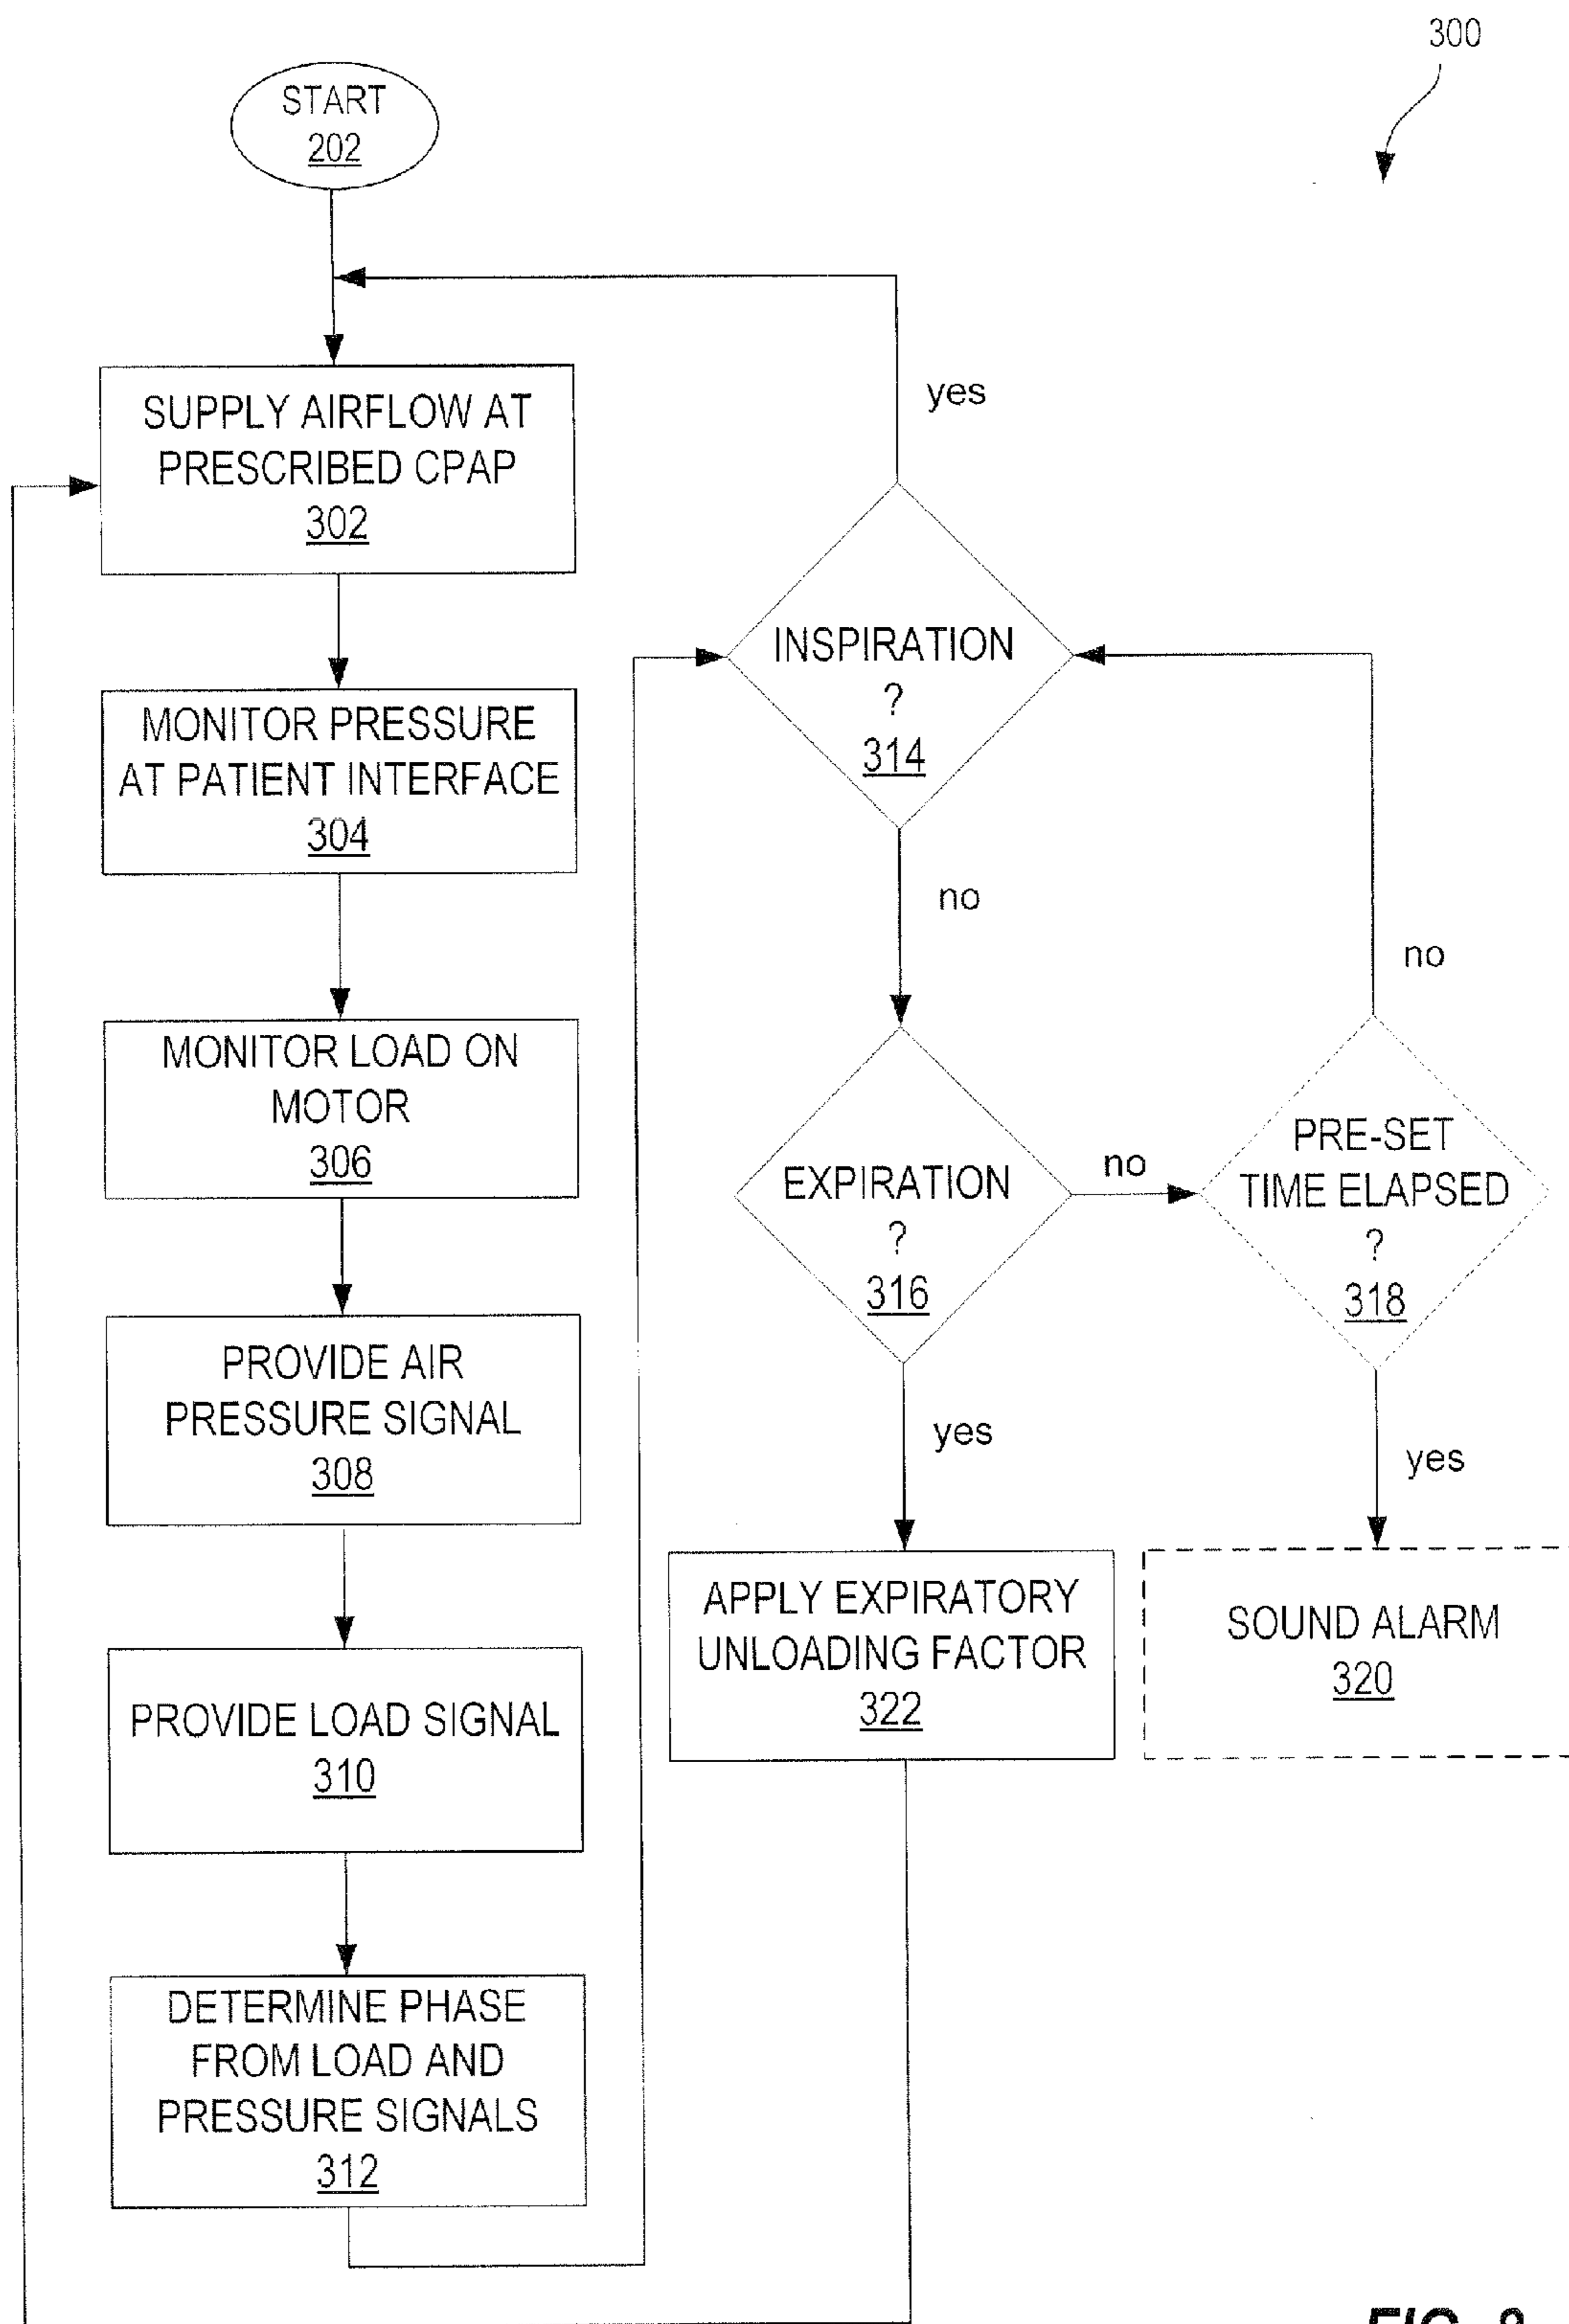 300
START
202
SUPPLY AIRFLOW AT
PRESCRIBED CPAP
302
MONITOR PRESSURE
AT PATIENT INTERFACE
304
MONITOR LOAD ON
MOTOR
306
PROVIDE AIR
PRESSURE SIGNAL
308
PROVIDE LOAD SIGNAL
310
DETERMINE PHASE
FROM LOAD AND
PRESSURE SIGNALS
312
yes
INSPIRATION
?
314
no
EXPIRATION
?
316
no
PRE-SET
TIME ELAPSED
?
318
no
yes
yes
APPLY EXPIRATORY
UNLOADING FACTOR
322
SOUND ALARM
320
FIG.